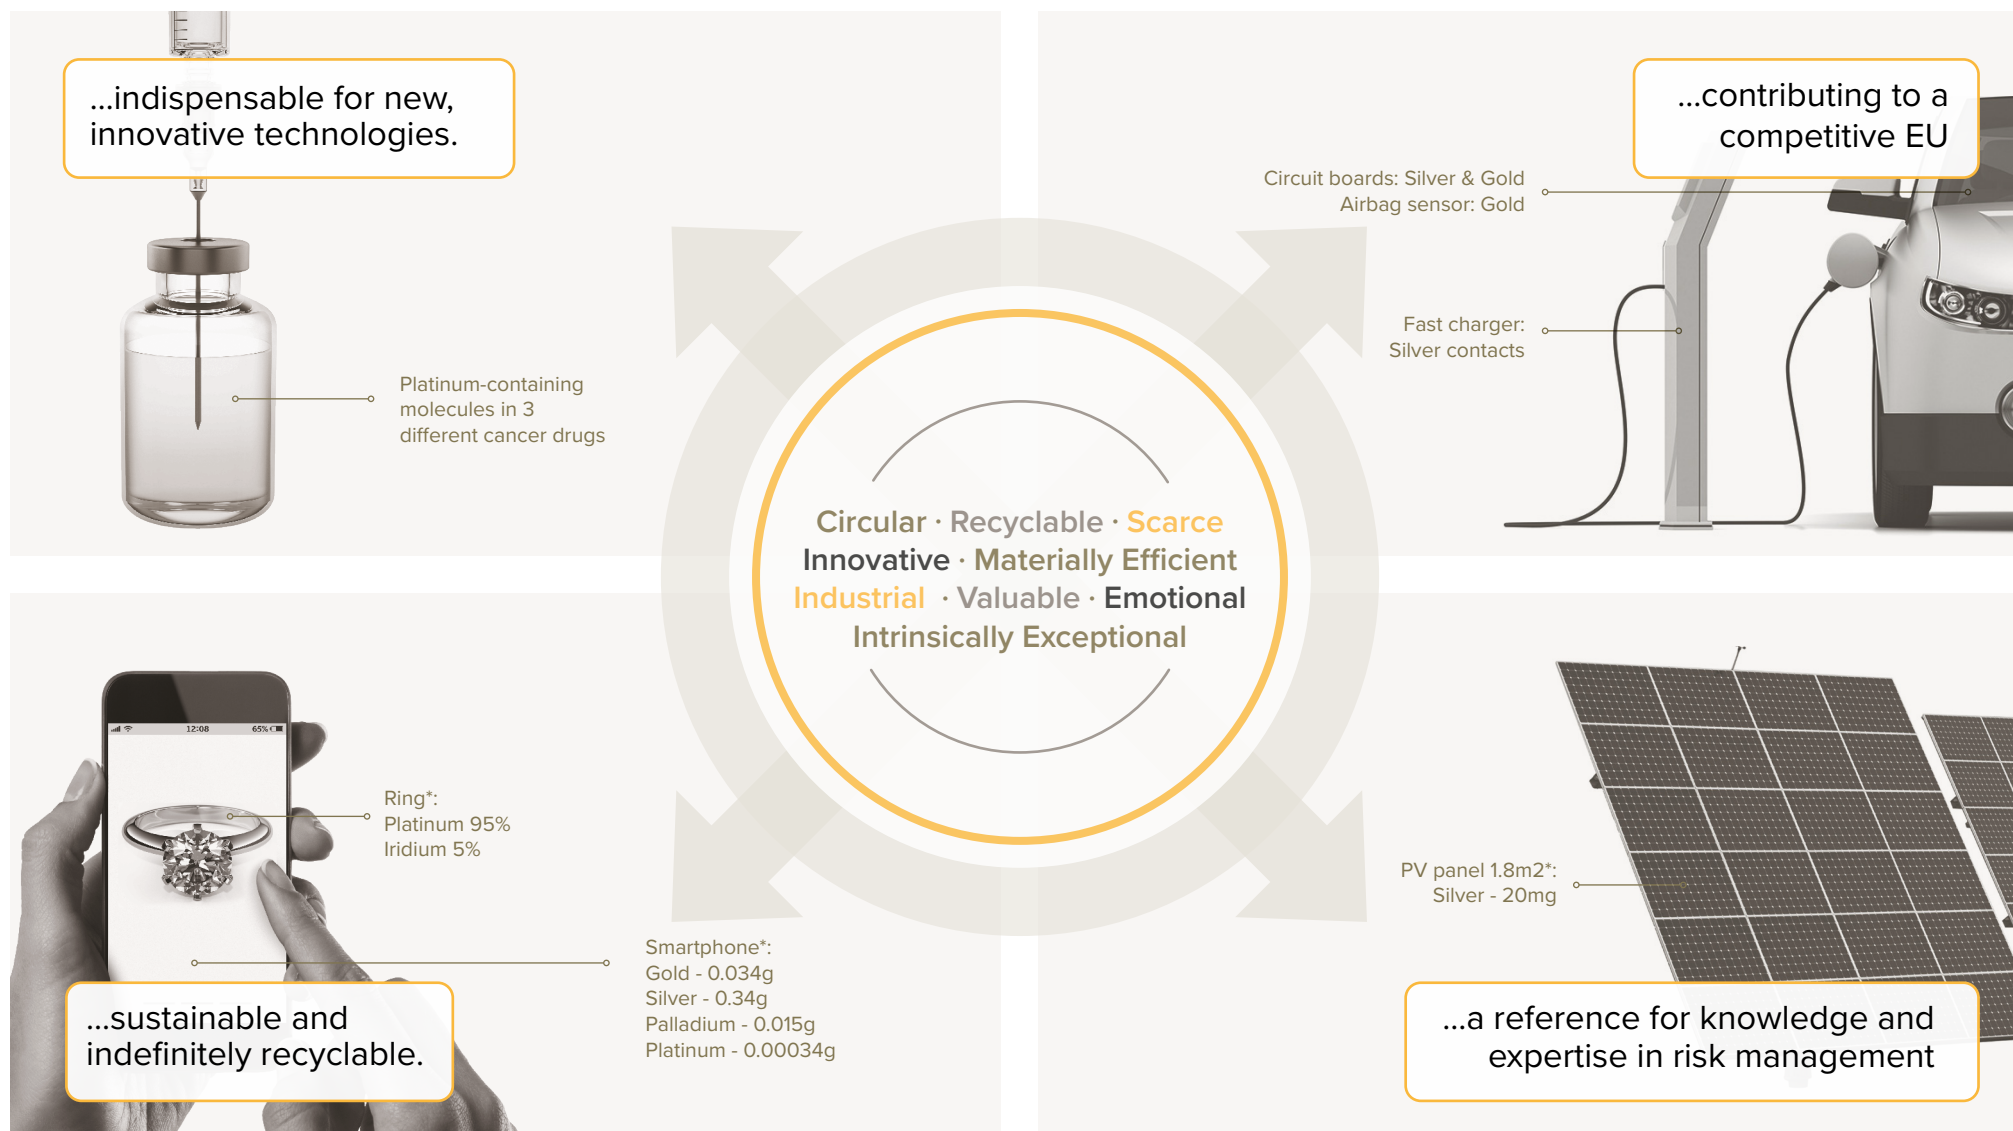 ...indispensable for new,
innovative technologies.
Platinum-containing
molecules in 3
different cancer drugs
...contributing to a
competitive EU
Circuit boards: Silver & Gold
Airbag sensor: Gold
Fast charger:
Silver contacts
Circular · Recyclable · Scarce
Innovative · Materially Efficient
Industrial · Valuable · Emotional
Intrinsically Exceptional
12:08
65%
Ring*:
Platinum 95%
Iridium 5%
Smartphone*:
Gold - 0.034g
Silver - 0.34g
Palladium - 0.015g
Platinum - 0.00034g
...sustainable and
indefinitely recyclable.
PV panel 1.8m2*:
Silver - 20mg
...a reference for knowledge and
expertise in risk management